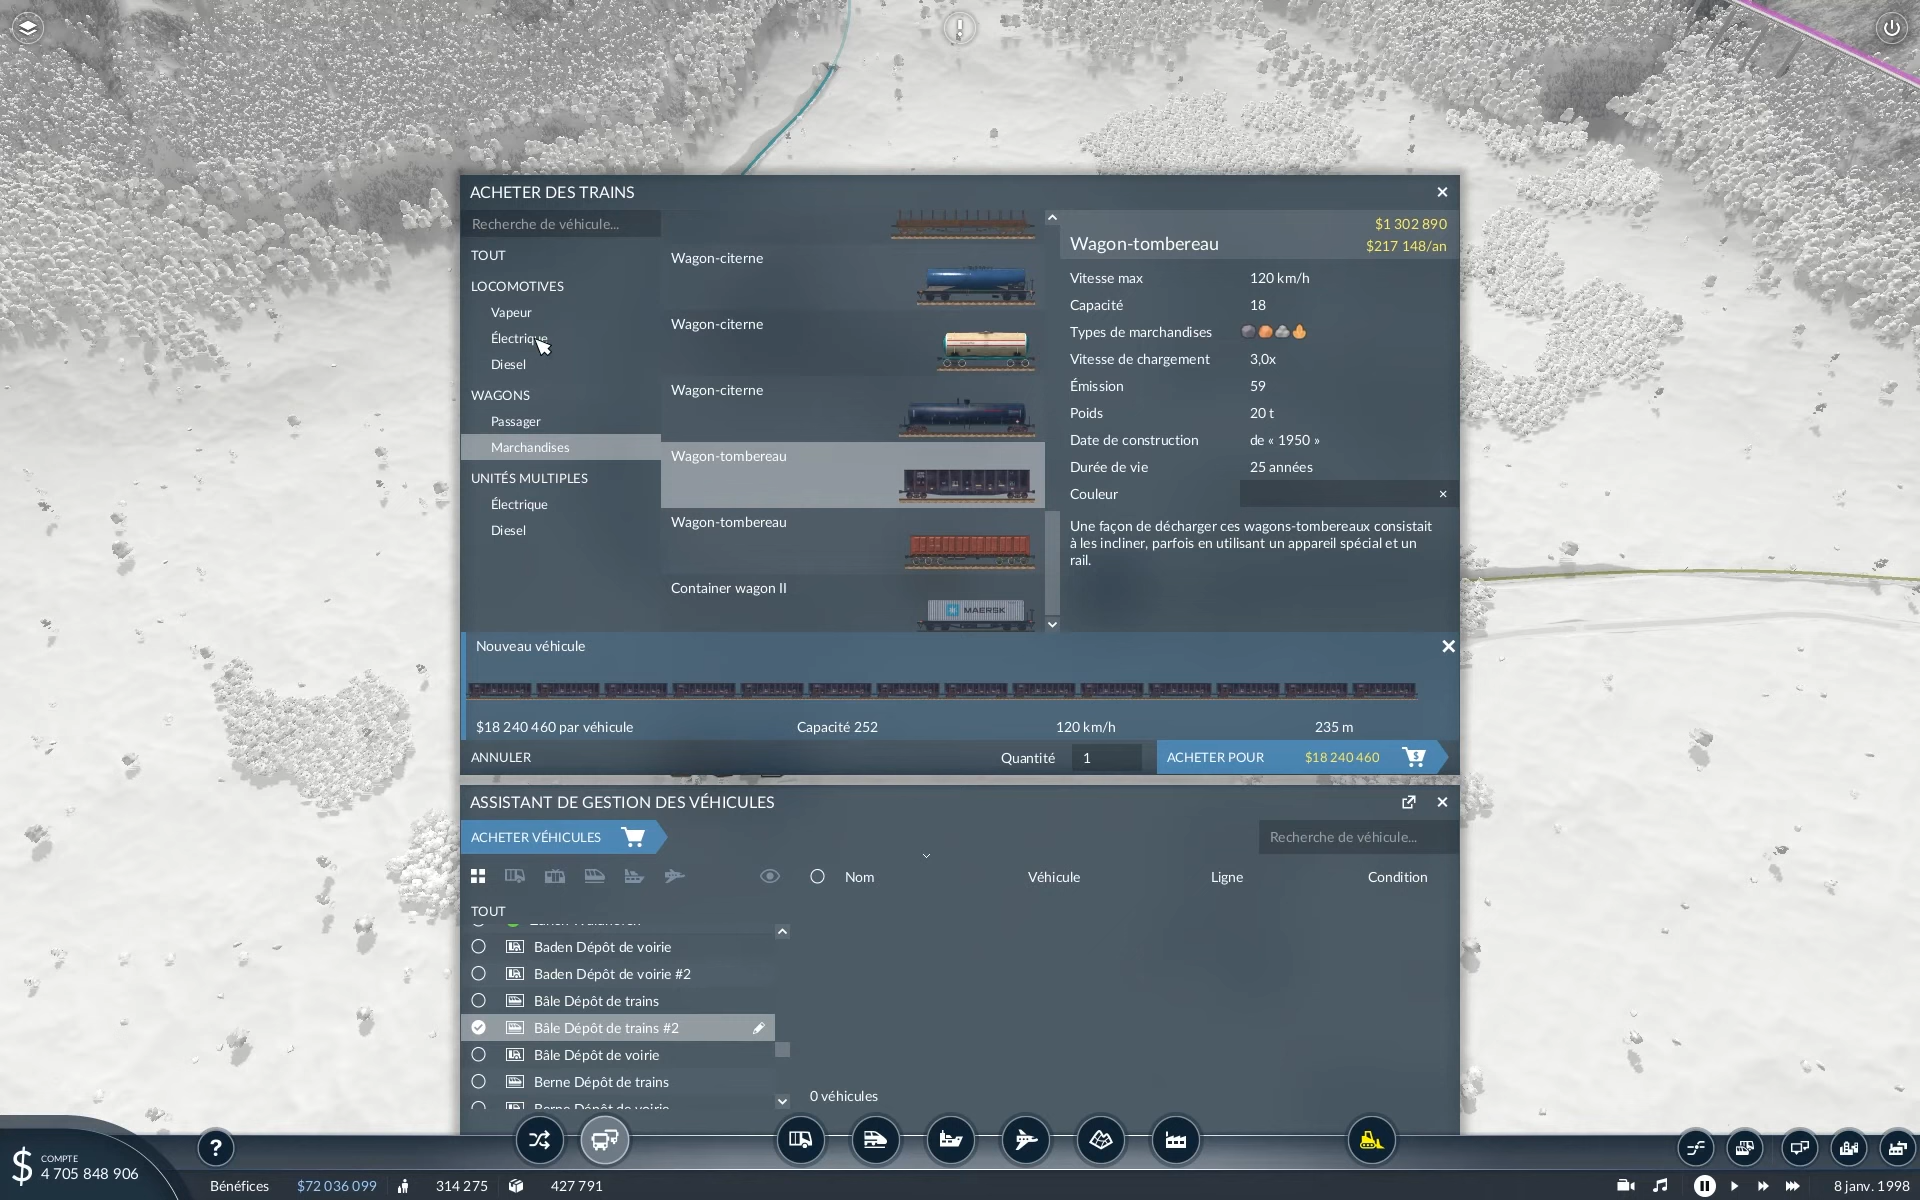 ACHETER DES TRAINS
Recherche de véhicule...
TOUT
LOCOMOTIVES
Vapeur
Électrique
Diesel
WAGONS
Passager
Marchandises
UNITÉS MULTIPLES
Électrique
Diesel
Wagon-citerne
Wagon-citerne
Wagon-citerne
Wagon-tombereau
Wagon-tombereau
Container wagon II
MAERSK
$1 302 890
Wagon-tombereau
$217 148/an
Vitesse max 120 km/h
Capacité 18
Types de marchandises
Vitesse de chargement 3,0x
Émission 59
Poids 20 t
Date de construction de « 1950 »
Durée de vie 25 années
Couleur
Une façon de décharger ces wagons-tombereaux consistait
à les incliner, parfois en utilisant un appareil spécial et un
rail.
Nouveau véhicule
$18 240 460 par véhicule Capacité 252 120 km/h 235 m
ANNULER Quantité 1 ACHETER POUR $18 240 460
ASSISTANT DE GESTION DES VÉHICULES
ACHETER VÉHICULES Recherche de véhicule...
Nom Véhicule Ligne Condition
TOUT
Baden Dépôt de voirie
Baden Dépôt de voirie #2
Bâle Dépôt de trains
Bâle Dépôt de trains #2
Bâle Dépôt de voirie
Berne Dépôt de trains
Berne Dépôt de voirie
0 véhicules
COMPTE
$ 4 705 848 906
?
Bénéfices $72 036 099 314 275 427 791
8 janv. 1998